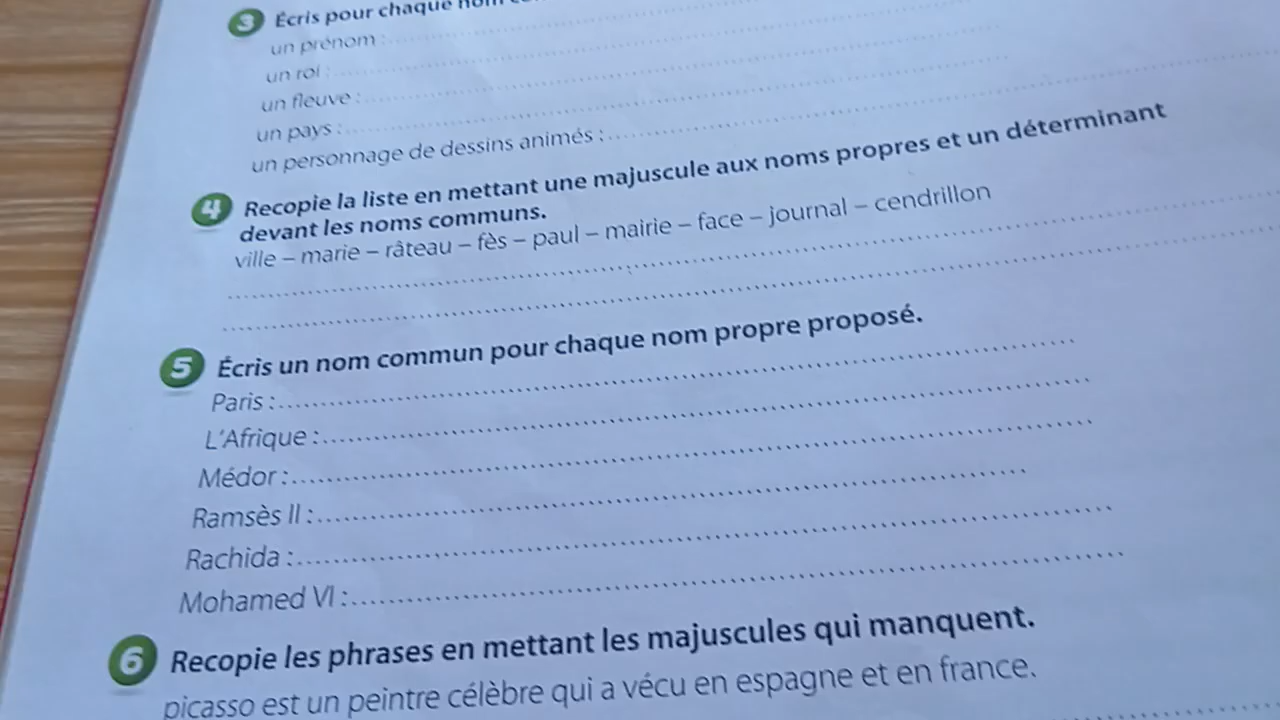 3 Écris pour chaque nom
un prénom :
un roi :
un fleuve :
un pays :
un personnage de dessins animés :
4 Recopie la liste en mettant une majuscule aux noms propres et un déterminant
devant les noms communs.
ville – marie – râteau – fès – paul – mairie – face – journal – cendrillon
5 Écris un nom commun pour chaque nom propre proposé.
Paris :
L'Afrique :
Médor :
Ramsès II :
Rachida :
Mohamed VI :
6 Recopie les phrases en mettant les majuscules qui manquent.
picasso est un peintre célèbre qui a vécu en espagne et en france.